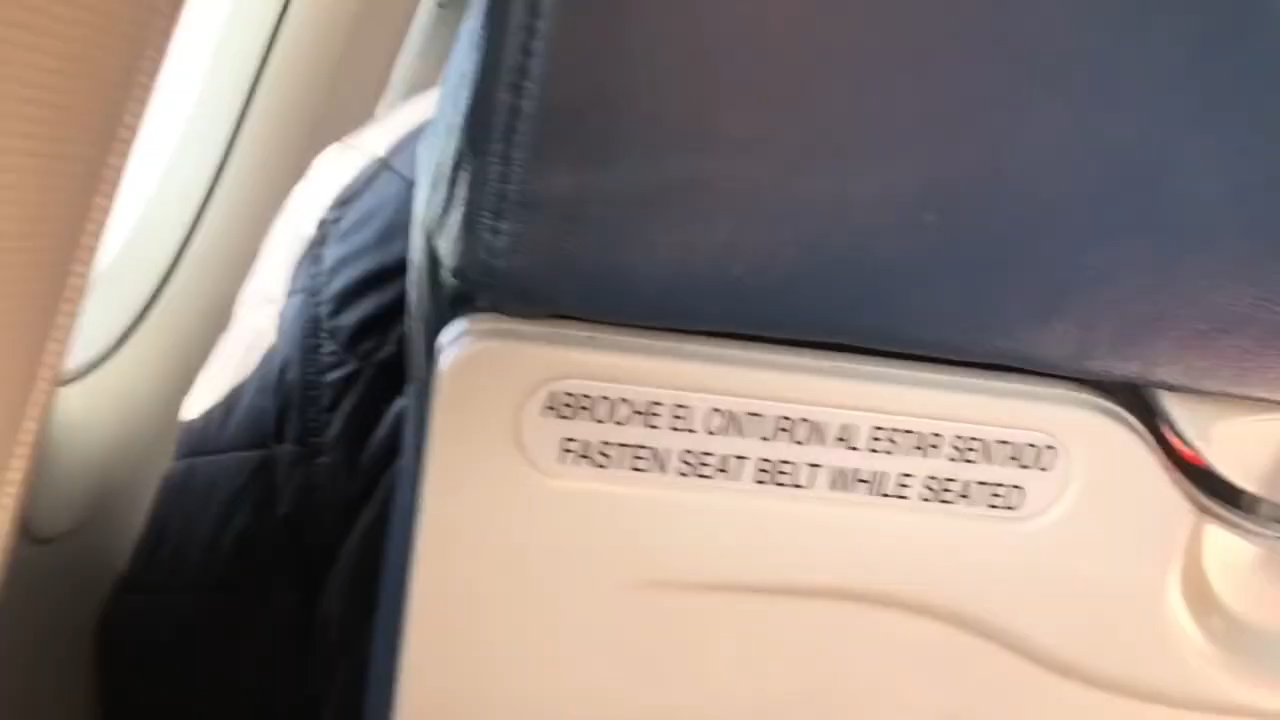 ABROCHE EL CINTURON AL ESTAR SENTADO
FASTEN SEAT BELT WHILE SEATED